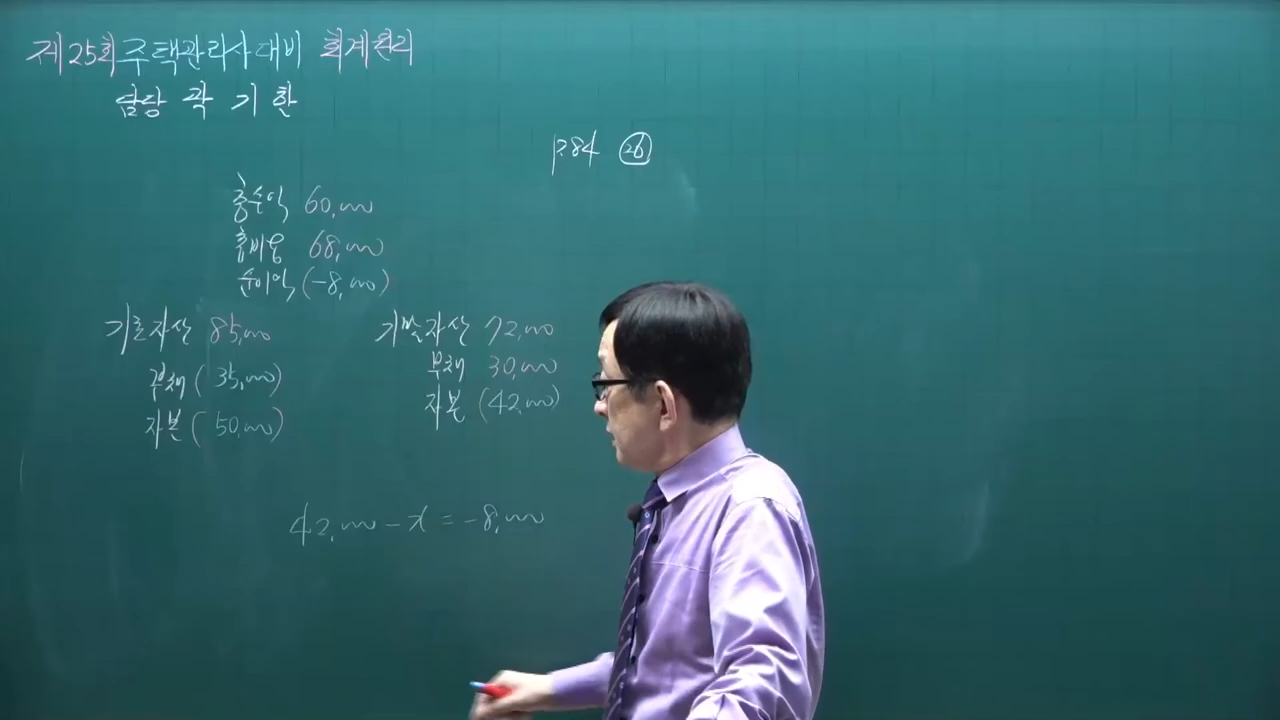 제25회 주택관리사대비 회계원리
담당 곽 기 환
P.84 26
총수익 60,000
총비용 68,000
순이익 (-8,000)
기초자산 85,000
부채 (35,000)
자본 (50,000)
기말자산 72,000
부채 30,000
자본 (42,000)
42,000 - x = -8,000